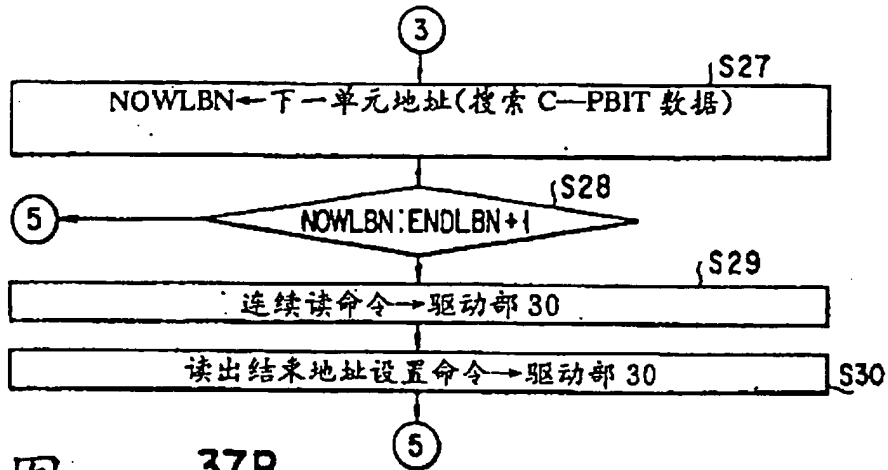 3
S27
NOWLBN←下一单元地址(搜索 C—PBIT 数据)
S28
5
NOWLBN:ENDLBN+1
S29
连续读命令→驱动部 30
读出结束地址设置命令→驱动部 30
S30
5
图 37B